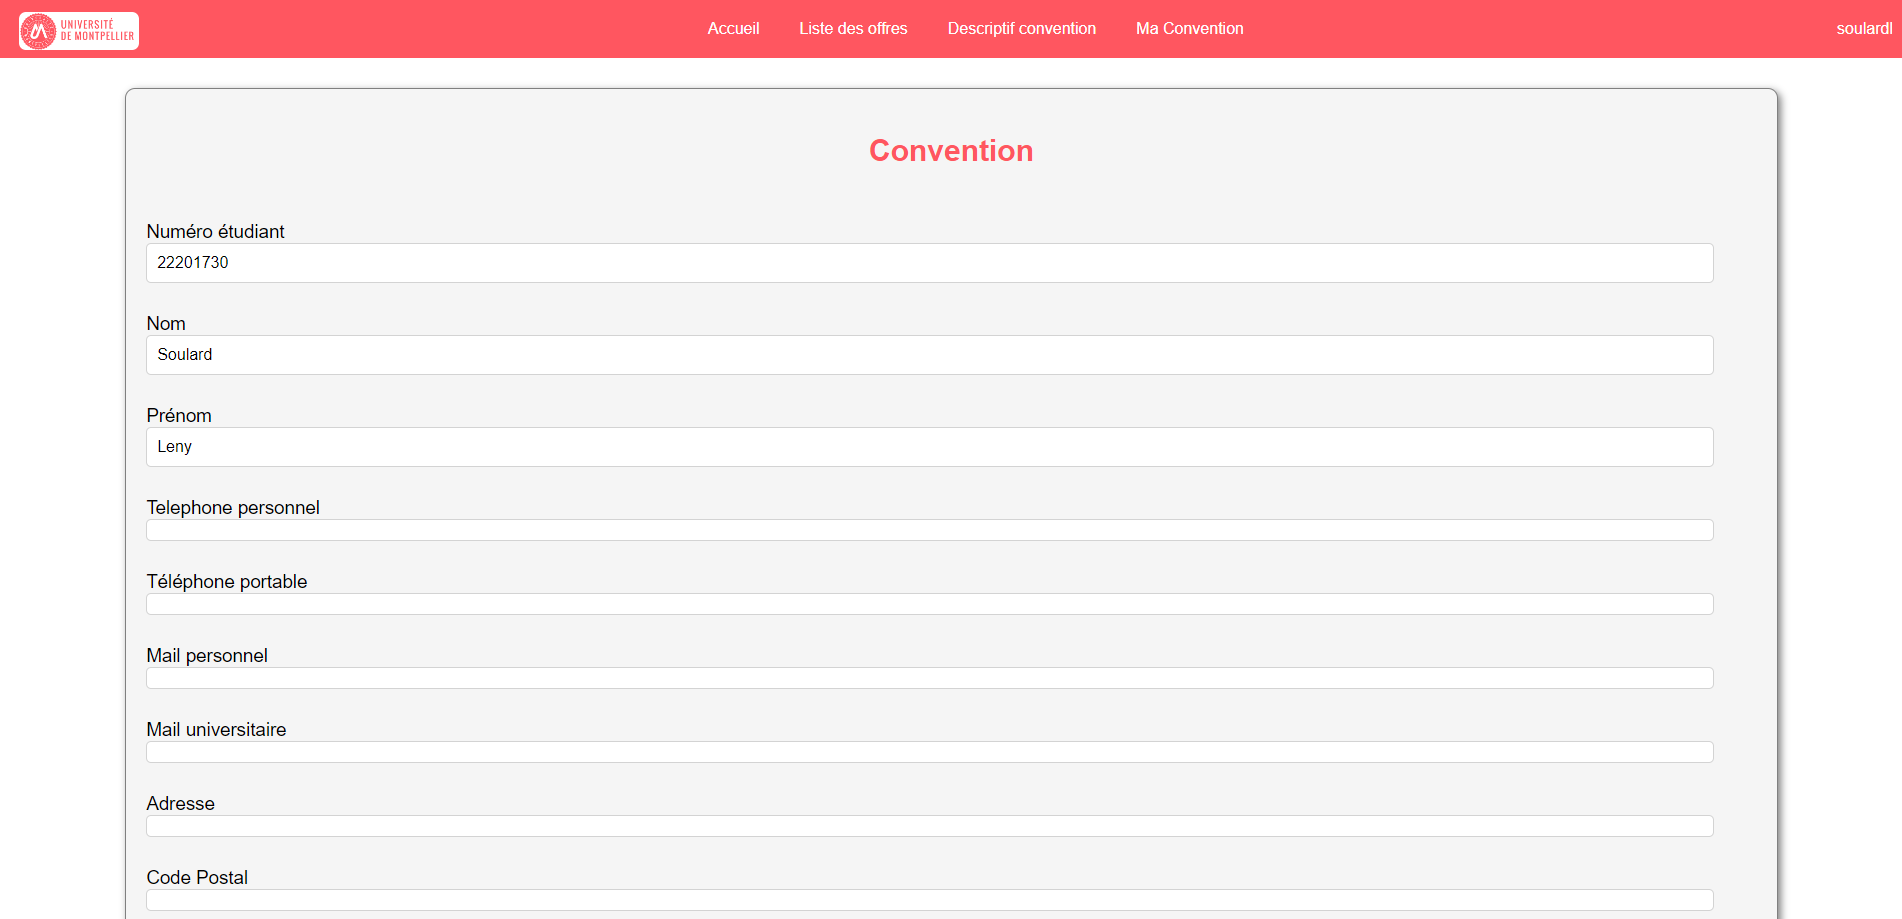 UNIVERSITÉ
DE MONTPELLIER
Accueil Liste des offres Descriptif convention Ma Convention soulardl
Convention
Numéro étudiant
22201730
Nom
Soulard
Prénom
Leny
Telephone personnel
Téléphone portable
Mail personnel
Mail universitaire
Adresse
Code Postal